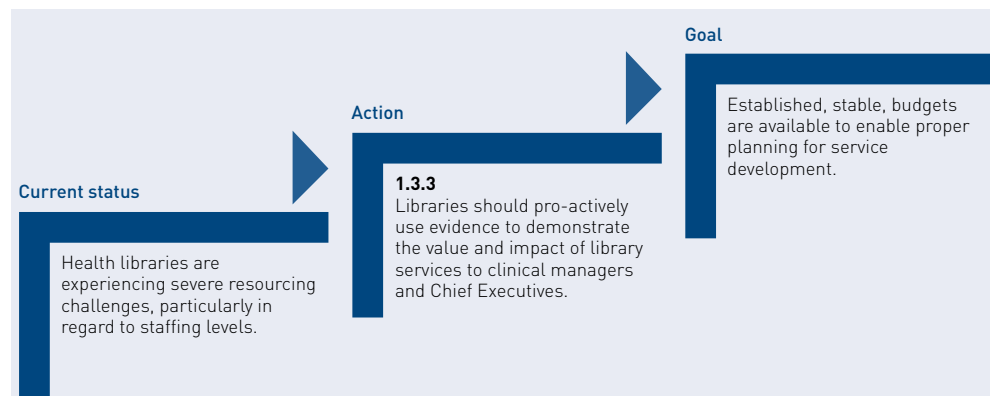 Current status
Health libraries are
experiencing severe resourcing
challenges, particularly in
regard to staffing levels.
Action
1.3.3
Libraries should pro-actively
use evidence to demonstrate
the value and impact of library
services to clinical managers
and Chief Executives.
Goal
Established, stable, budgets
are available to enable proper
planning for service
development.